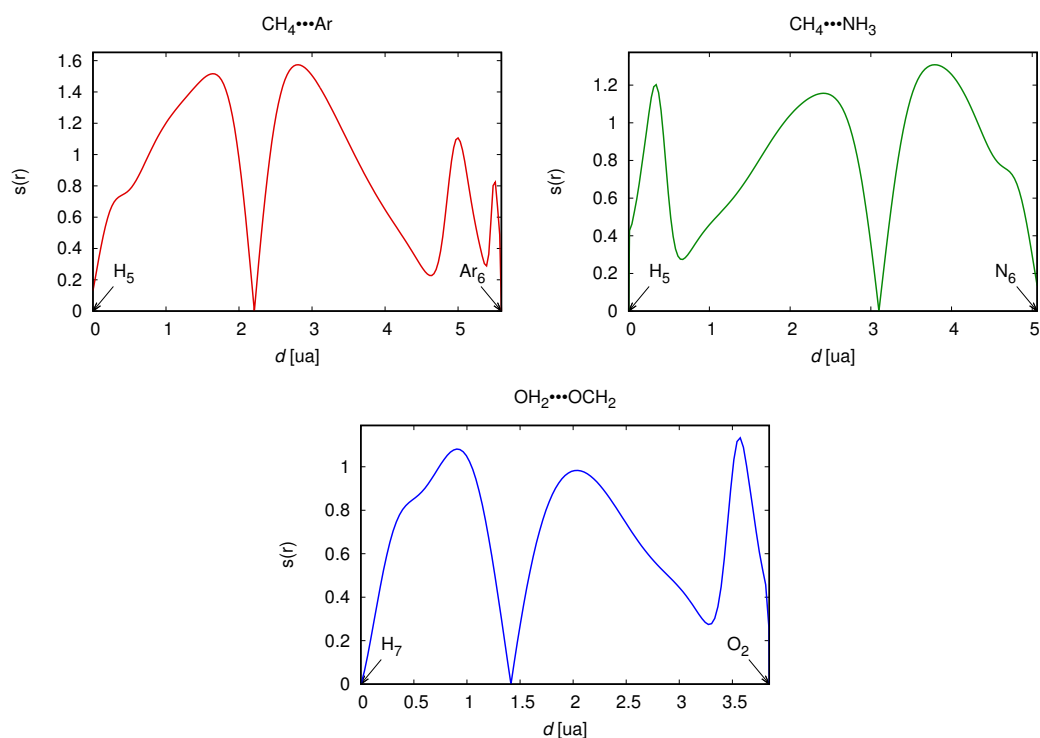 CH₄•••Ar
1.6
1.4
1.2
1
0.8
0.6
0.4
0.2
0
s(r)
H₅
Ar₆
0 1 2 3 4 5
d [ua]
CH₄•••NH₃
1.2
1
0.8
0.6
0.4
0.2
0
s(r)
H₅
N₆
0 1 2 3 4 5
d [ua]
OH₂•••OCH₂
1
0.8
0.6
0.4
0.2
0
s(r)
H₇
O₂
0 0.5 1 1.5 2 2.5 3 3.5
d [ua]